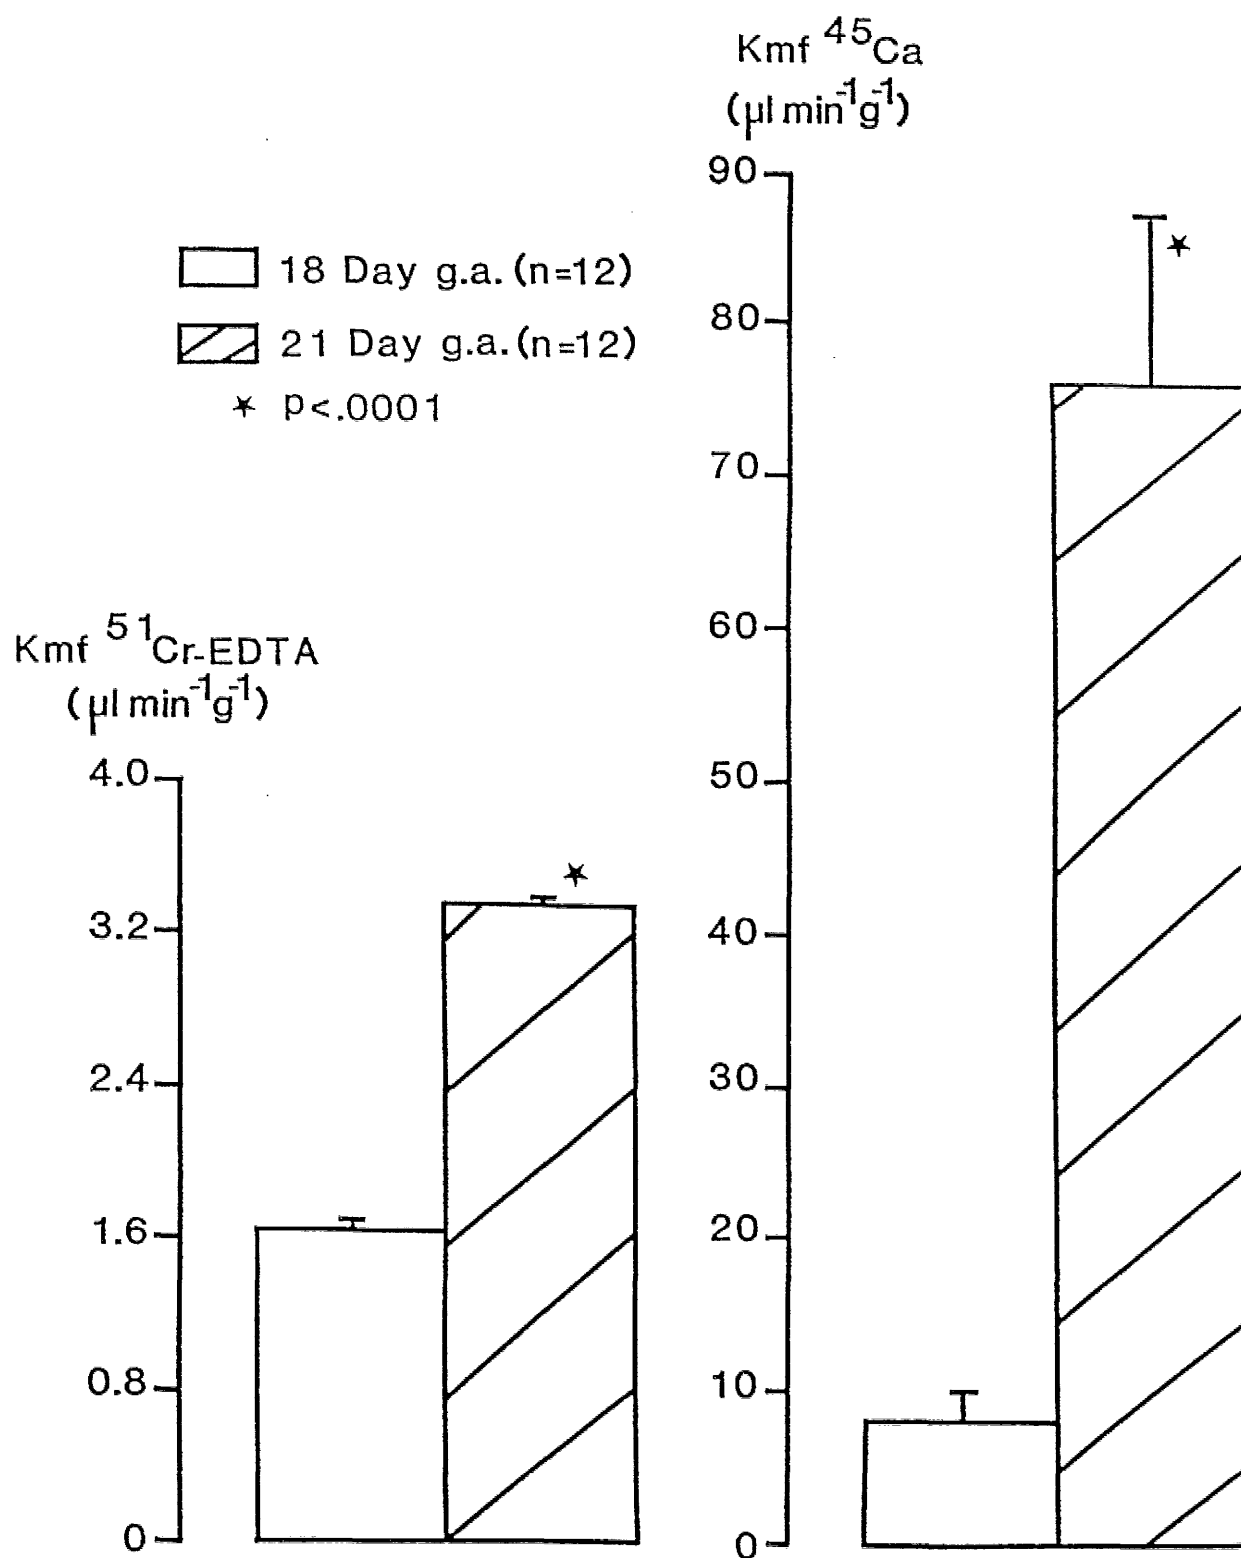 Kmf ⁴⁵Ca
(µl min⁻¹g⁻¹)
18 Day g.a. (n=12)
21 Day g.a. (n=12)
★ p<.0001
Kmf ⁵¹Cr-EDTA
(µl min⁻¹g⁻¹)
4.0
3.2
2.4
1.6
0.8
0
★
90
80
70
60
50
40
30
20
10
0
★